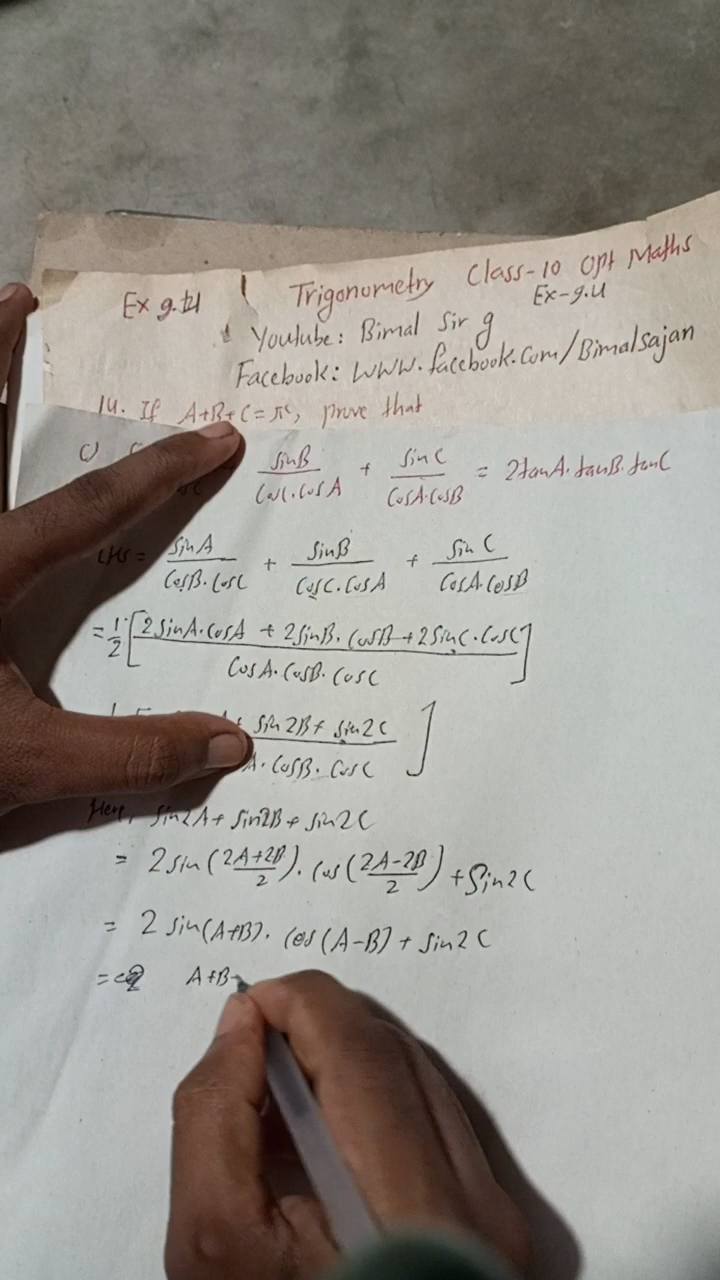 Ex 9.4 Trigonometry Class-10 Opt Maths
Ex-9.4
Youtube: Bimal Sir g
Facebook: www.facebook.com/Bimalsajan
14. If A+B+C = πᶜ, prove that
c) sinB/cosC.cosA + sinC/cosA.cosB = 2tanA.tanB.tanC
LHS = sinA/cosB.cosC + sinB/cosC.cosA + sinC/cosA.cosB
= 1/2 [2sinA.cosA + 2sinB.cosB + 2sinC.cosC / cosA.cosB.cosC]
+ sin2B + sin2C / A.cosB.cosC ]
Here, sin2A + sin2B + sin2C
= 2sin(2A+2B/2).cos(2A-2B/2) + sin2C
= 2 sin(A+B).cos(A-B) + sin2C
= A+B